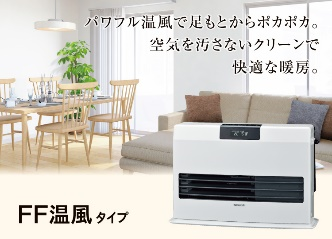 パワフル温風で足もとからポカポカ。
空気を汚さないクリーンで
快適な暖房。
FF温風タイプ